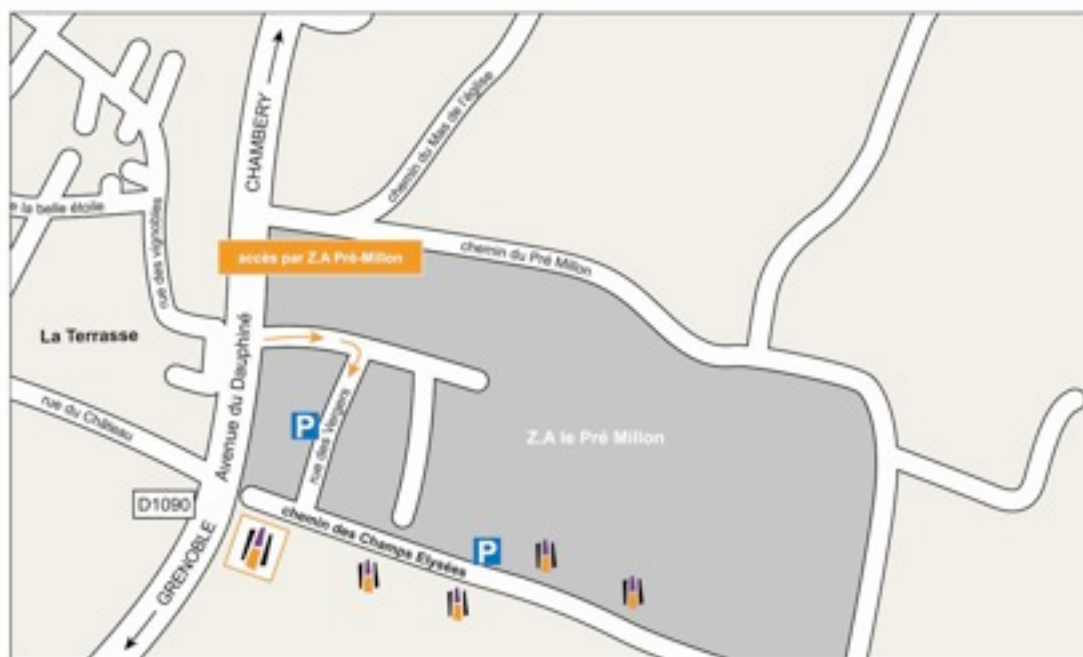 CHAMBERY
chemin du Mas de l'église
e la belle étoile
rue des vignobles
accès par Z.A Pré-Millon
chemin du Pré Millon
La Terrasse
Avenue du Dauphiné
rue du Château
P
rue des Vergers
Z.A le Pré Millon
D1090
chemin des Champs Elysées
P
GRENOBLE